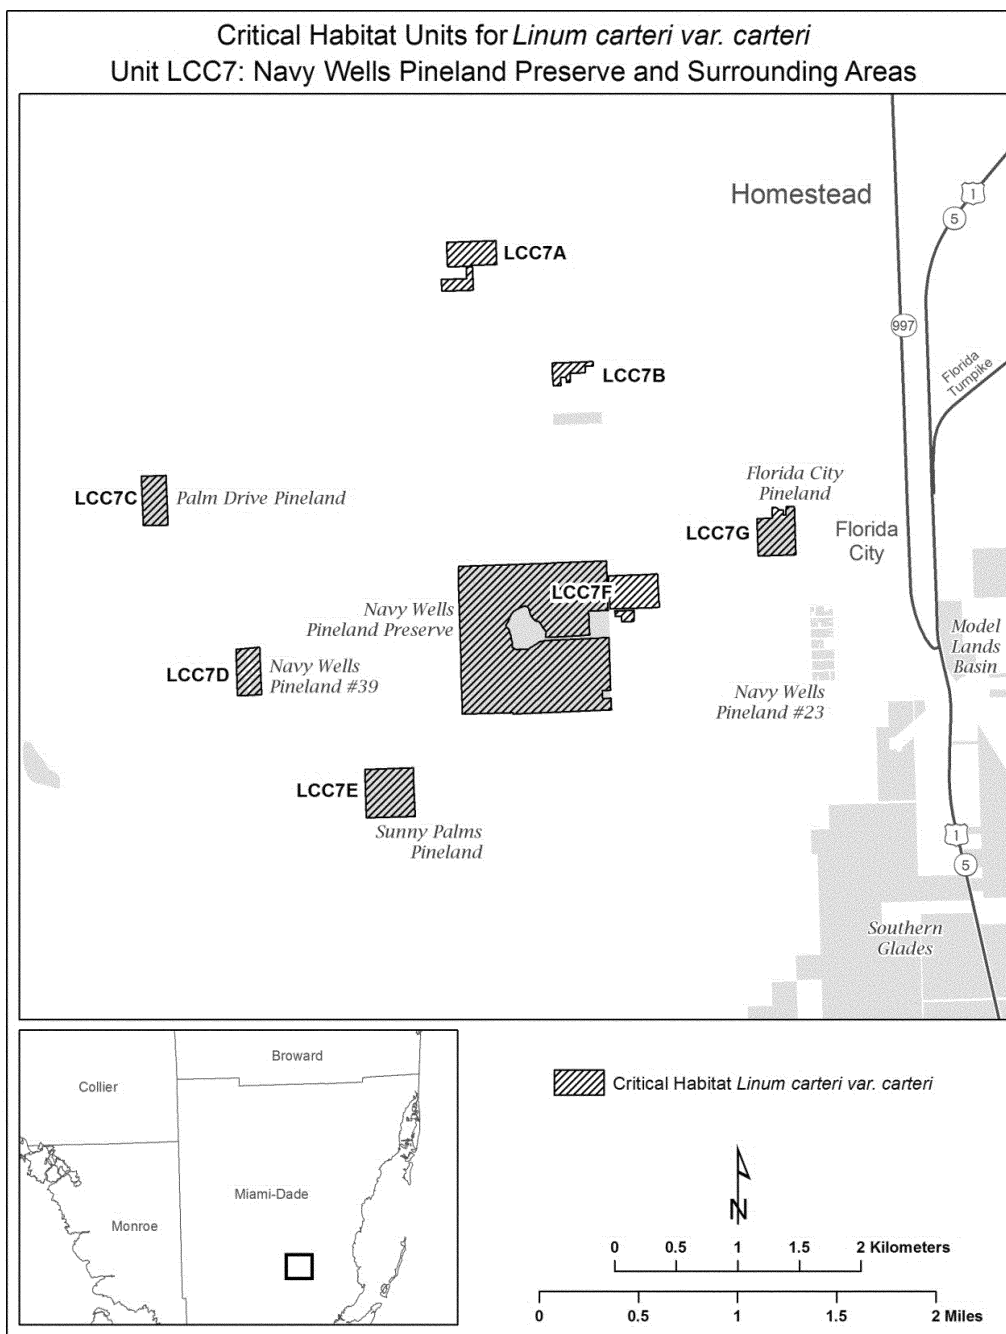 Critical Habitat Units for Linum carteri var. carteri
Unit LCC7: Navy Wells Pineland Preserve and Surrounding Areas
Homestead
1
5
LCC7A
997
Florida
Turnpike
LCC7B
Florida City
Pineland
LCC7C
Palm Drive Pineland
LCC7G
Florida
City
LCC7F
Navy Wells
Pineland Preserve
Model
Lands
Basin
LCC7D
Navy Wells
Pineland #39
Navy Wells
Pineland #23
LCC7E
Sunny Palms
Pineland
1
5
Southern
Glades
Broward
Collier
Miami-Dade
Monroe
Critical Habitat Linum carteri var. carteri
N
0 0.5 1 1.5 2 Kilometers
0 0.5 1 1.5 2 Miles